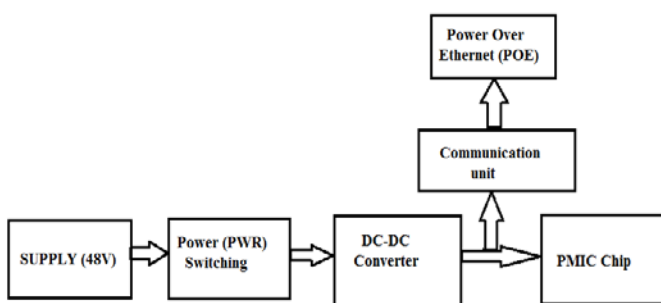 Power Over
Ethernet (POE)
Communication
unit
SUPPLY (48V)
Power (PWR)
Switching
DC-DC
Converter
PMIC Chip